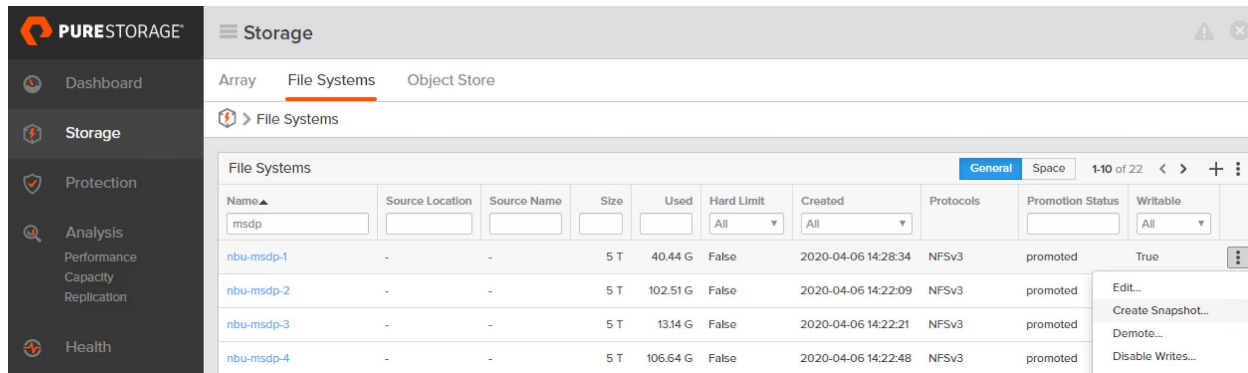 PURESTORAGE®
Storage
Dashboard
Storage
Protection
Analysis
Performance
Capacity
Replication
Health
Array File Systems Object Store
> File Systems
File Systems General Space 1-10 of 22 < > +
Name▲ Source Location Source Name Size Used Hard Limit Created Protocols Promotion Status Writable
msdp All All All
nbu-msdp-1 - - 5 T 40.44 G False 2020-04-06 14:28:34 NFSv3 promoted True
nbu-msdp-2 - - 5 T 102.51 G False 2020-04-06 14:22:09 NFSv3 promoted
nbu-msdp-3 - - 5 T 13.14 G False 2020-04-06 14:22:21 NFSv3 promoted
nbu-msdp-4 - - 5 T 106.64 G False 2020-04-06 14:22:48 NFSv3 promoted
Edit...
Create Snapshot...
Demote...
Disable Writes...